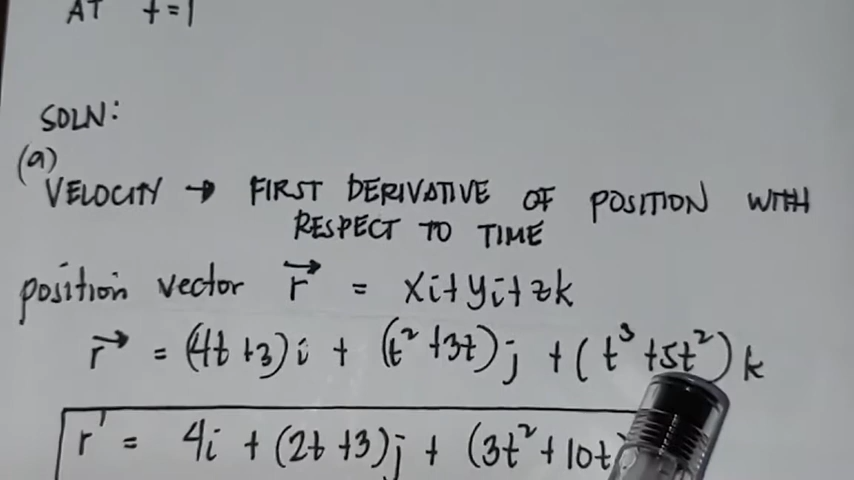 AT t=1
SOLN:
(a)
VELOCITY → FIRST DERIVATIVE OF POSITION WITH
RESPECT TO TIME
position vector r⃗ = xi+yi+zk
r⃗ = (4t+3)i + (t²+3t)j + (t³+5t²)k
r' = 4i + (2t+3)j + (3t²+10t)